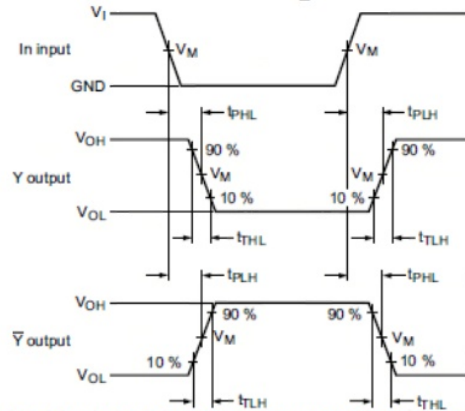 VI
In input
VM
VM
GND
tPHL
tPLH
VOH
90 %
90 %
Y output
VM
VM
10 %
10 %
VOL
tTHL
tTLH
tPLH
tPHL
VOH
90 %
90 %
Y̅ output
VM
VM
10 %
10 %
VOL
tTLH
tTHL